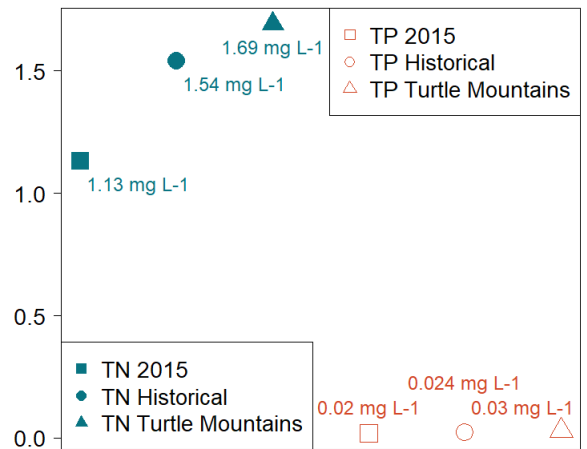 TP 2015
TP Historical
TP Turtle Mountains
1.69 mg L-1
1.54 mg L-1
1.13 mg L-1
1.5
1.0
0.5
0.0
TN 2015
TN Historical
TN Turtle Mountains
0.024 mg L-1
0.02 mg L-1
0.03 mg L-1